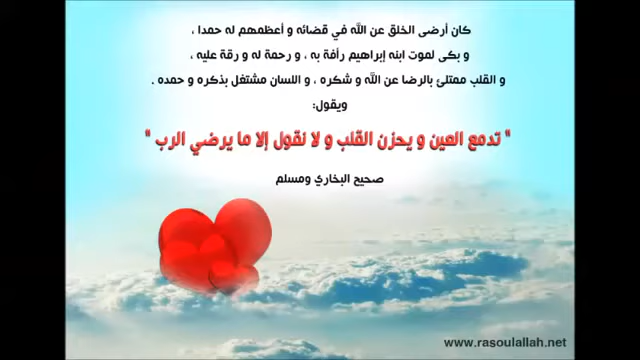 كان أرضى الخلق عن الله في قضائه و أعظمهم له حمدا ،
و بكى لموت ابنه إبراهيم رأفة به ، و رحمة له و رقة عليه ،
و القلب ممتلئ بالرضا عن الله و شكره ، و اللسان مشتغل بذكره و حمده .
ويقول:
" تدمع العين و يحزن القلب و لا نقول إلا ما يرضي الرب "
صحيح البخاري ومسلم
www.rasoulallah.net